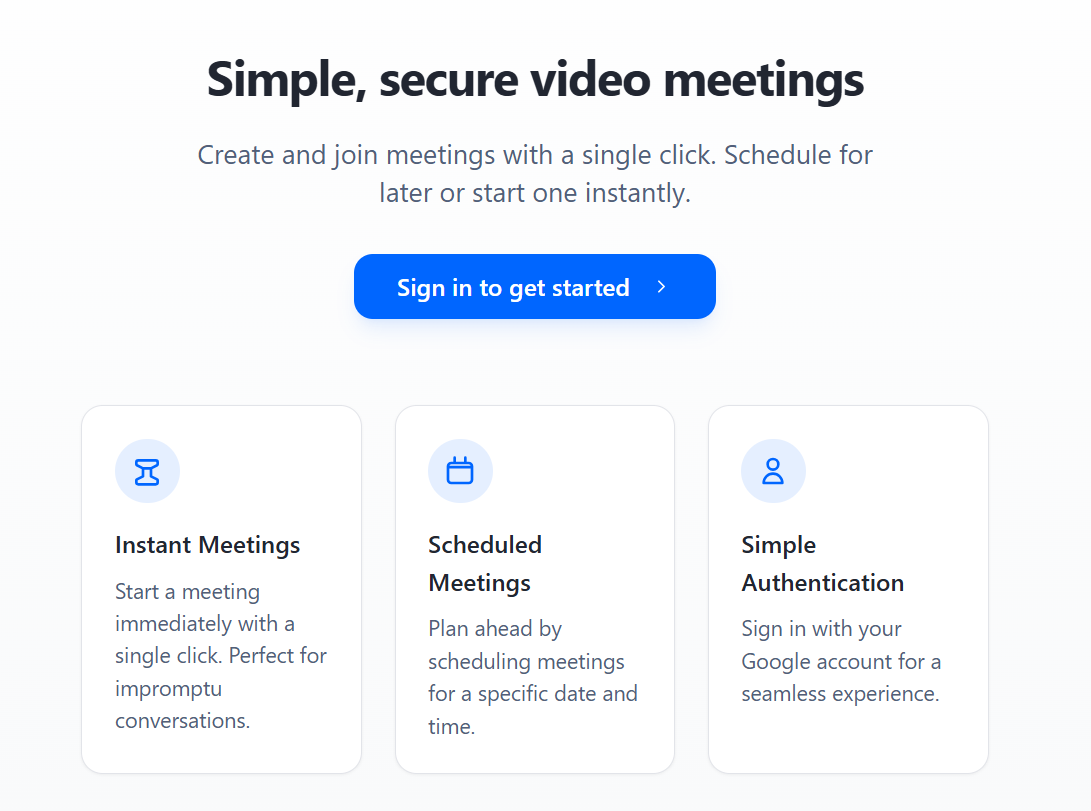 Simple, secure video meetings
Create and join meetings with a single click. Schedule for
later or start one instantly.
Sign in to get started
Instant Meetings
Start a meeting
immediately with a
single click. Perfect for
impromptu
conversations.
Scheduled
Meetings
Plan ahead by
scheduling meetings
for a specific date and
time.
Simple
Authentication
Sign in with your
Google account for a
seamless experience.